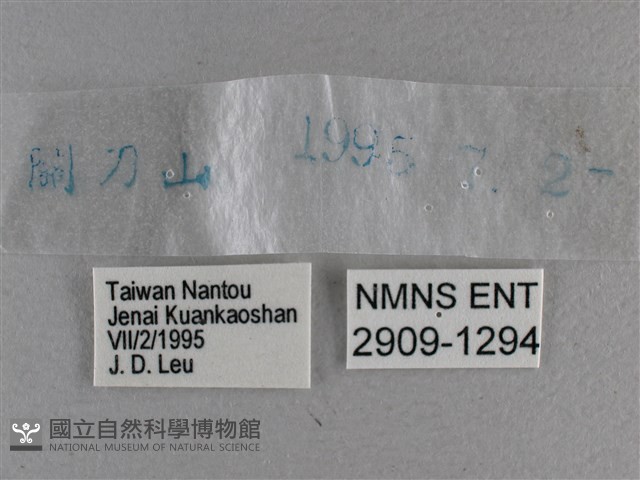 關刀山 1995 7. 2-
Taiwan Nantou
Jenai Kuankaoshan
VII/2/1995
J. D. Leu
NMNS ENT
2909-1294
國立自然科學博物館
NATIONAL MUSEUM OF NATURAL SCIENCE